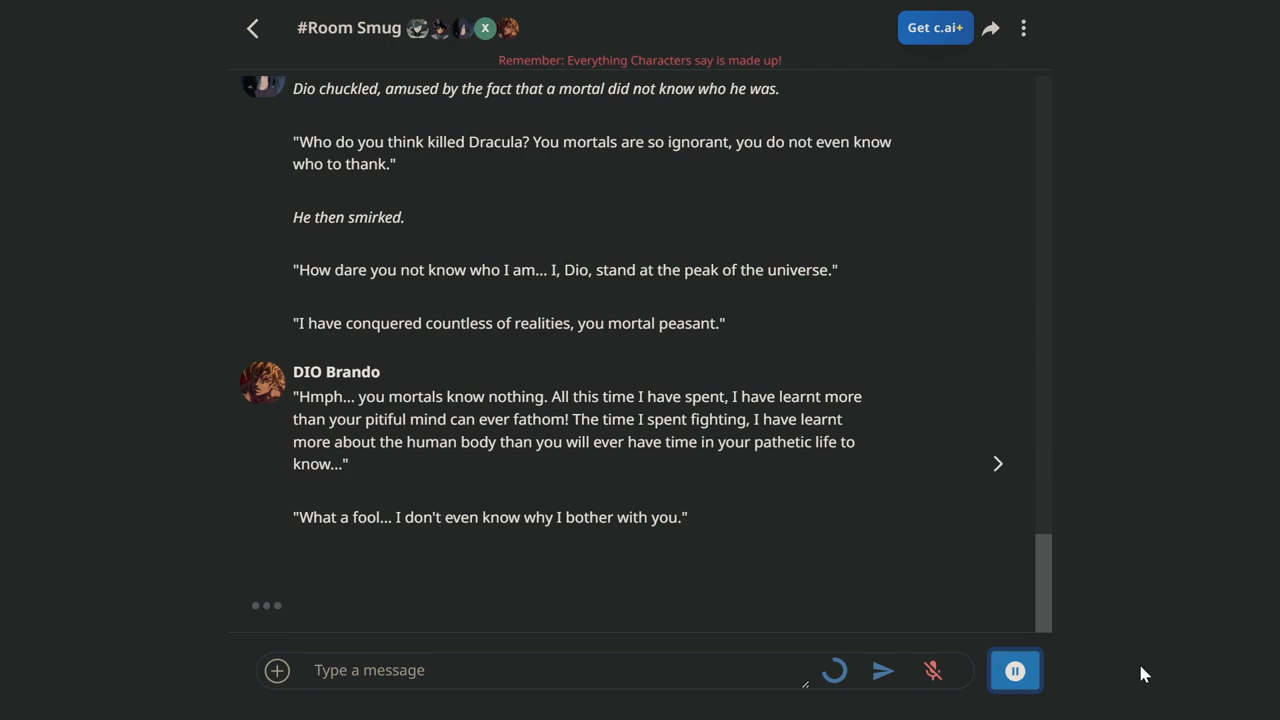 #Room Smug
X
Get c.ai+
Remember: Everything Characters say is made up!
Dio chuckled, amused by the fact that a mortal did not know who he was.
"Who do you think killed Dracula? You mortals are so ignorant, you do not even know
who to thank."
He then smirked.
"How dare you not know who I am... I, Dio, stand at the peak of the universe."
"I have conquered countless of realities, you mortal peasant."
DIO Brando
"Hmph... you mortals know nothing. All this time I have spent, I have learnt more
than your pitiful mind can ever fathom! The time I spent fighting, I have learnt
more about the human body than you will ever have time in your pathetic life to
know..."
"What a fool... I don't even know why I bother with you."
Type a message